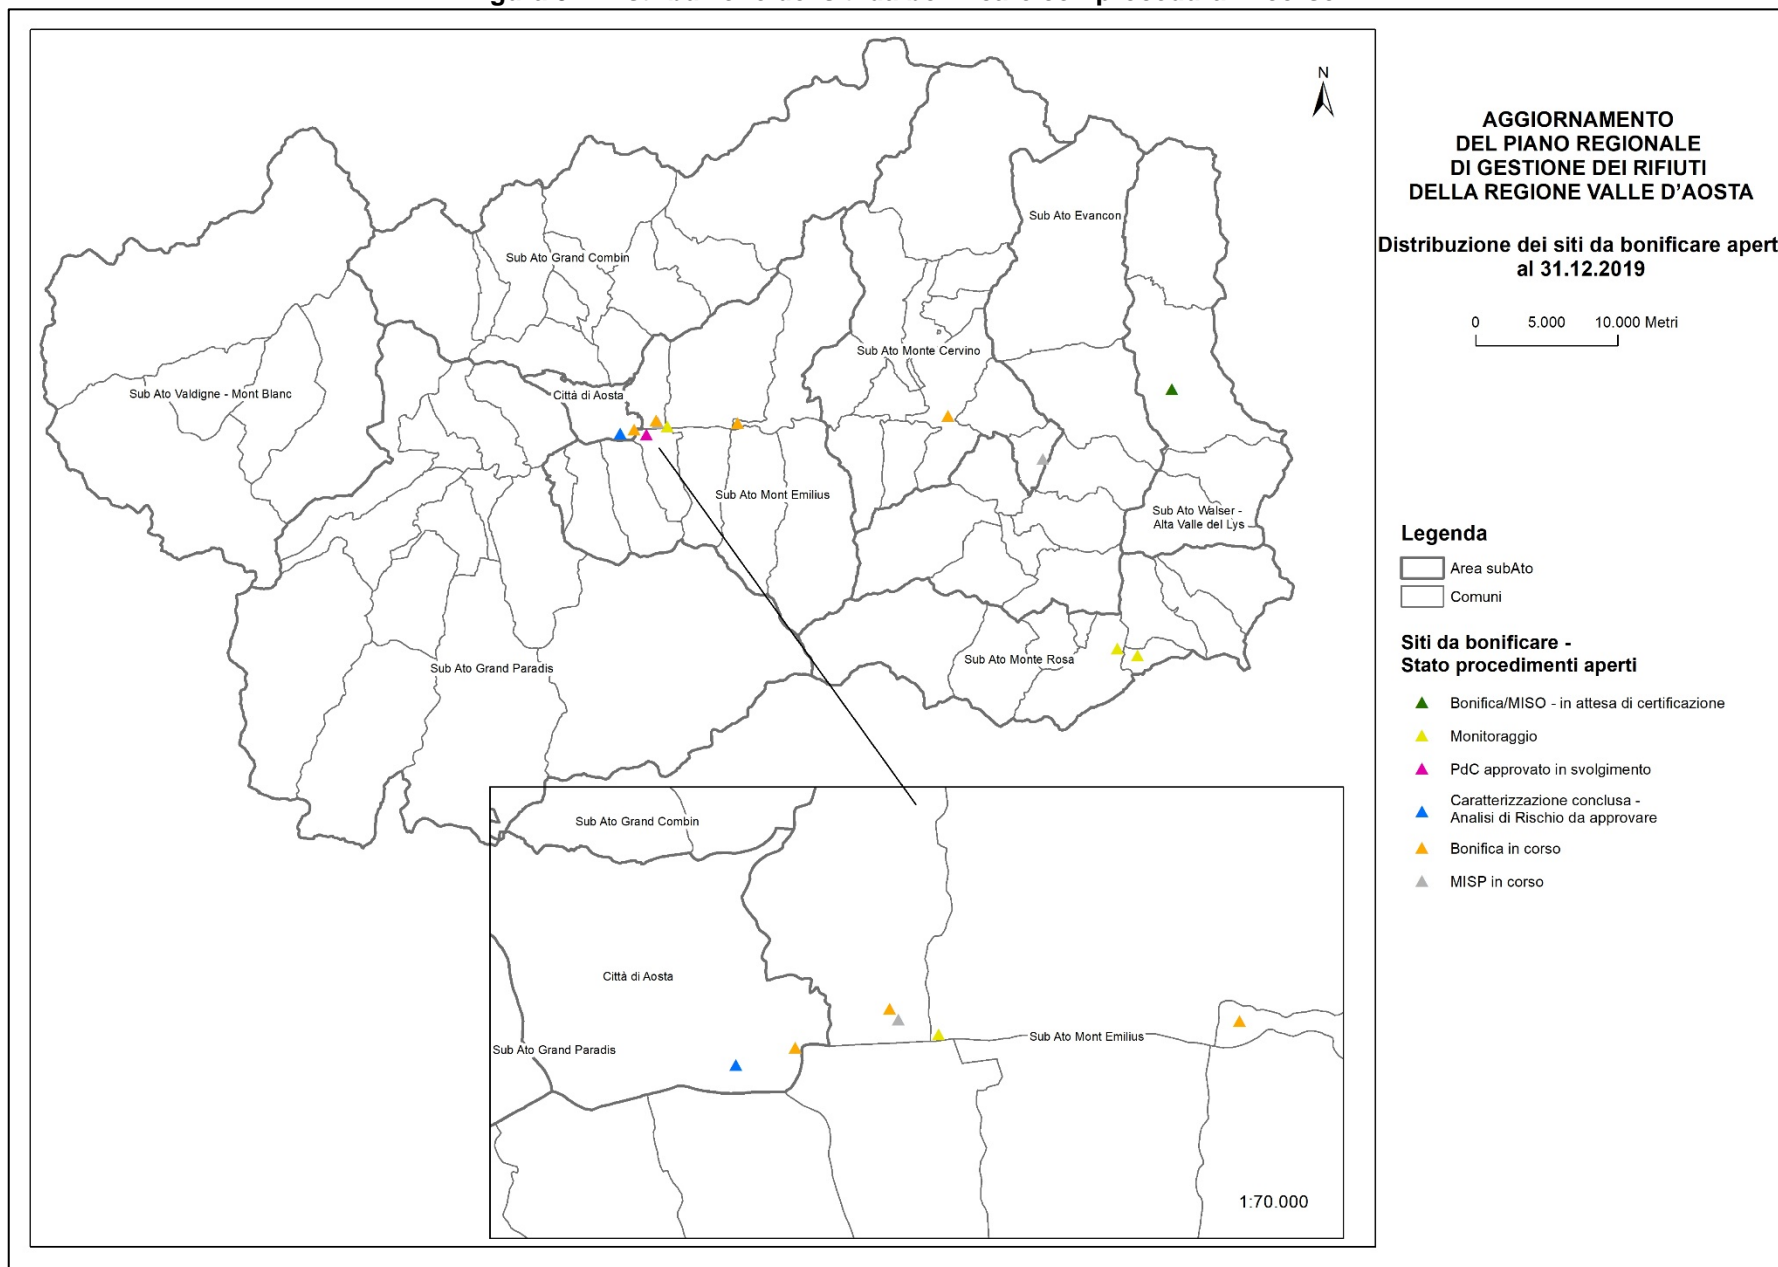 N
Sub Ato Evancon
Sub Ato Grand Combin
Sub Ato Monte Cervino
Sub Ato Valdigne - Mont Blanc
Città di Aosta
Sub Ato Mont Emilius
Sub Ato Walser -
Alta Valle del Lys
Sub Ato Monte Rosa
Sub Ato Grand Paradis
Sub Ato Grand Combin
Città di Aosta
Sub Ato Mont Emilius
Sub Ato Grand Paradis
1:70.000
AGGIORNAMENTO
DEL PIANO REGIONALE
DI GESTIONE DEI RIFIUTI
DELLA REGIONE VALLE D'AOSTA
Distribuzione dei siti da bonificare apert
al 31.12.2019
0 5.000 10.000 Metri
Legenda
Area subAto
Comuni
Siti da bonificare -
Stato procedimenti aperti
Bonifica/MISO - in attesa di certificazione
Monitoraggio
PdC approvato in svolgimento
Caratterizzazione conclusa -
Analisi di Rischio da approvare
Bonifica in corso
MISP in corso